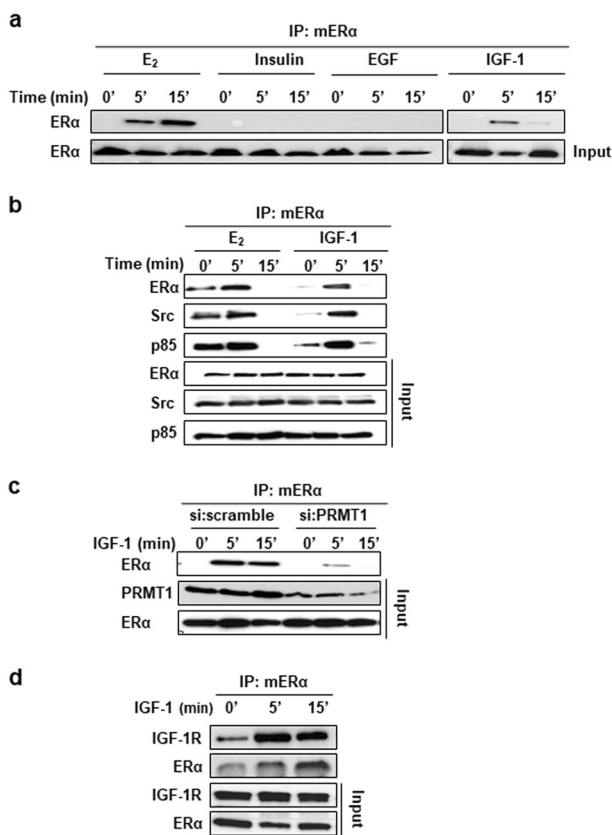 a
IP: mERα
E2 Insulin EGF IGF-1
Time (min) 0' 5' 15' 0' 5' 15' 0' 5' 15' 0' 5' 15'
ERα
ERα Input
b
IP: mERα
E2 IGF-1
Time (min) 0' 5' 15' 0' 5' 15'
ERα
Src
p85
ERα
Src
p85
Input
c
IP: mERα
si:scramble si:PRMT1
IGF-1 (min) 0' 5' 15' 0' 5' 15'
ERα
PRMT1
ERα
Input
d
IP: mERα
IGF-1 (min) 0' 5' 15'
IGF-1R
ERα
IGF-1R
ERα
Input